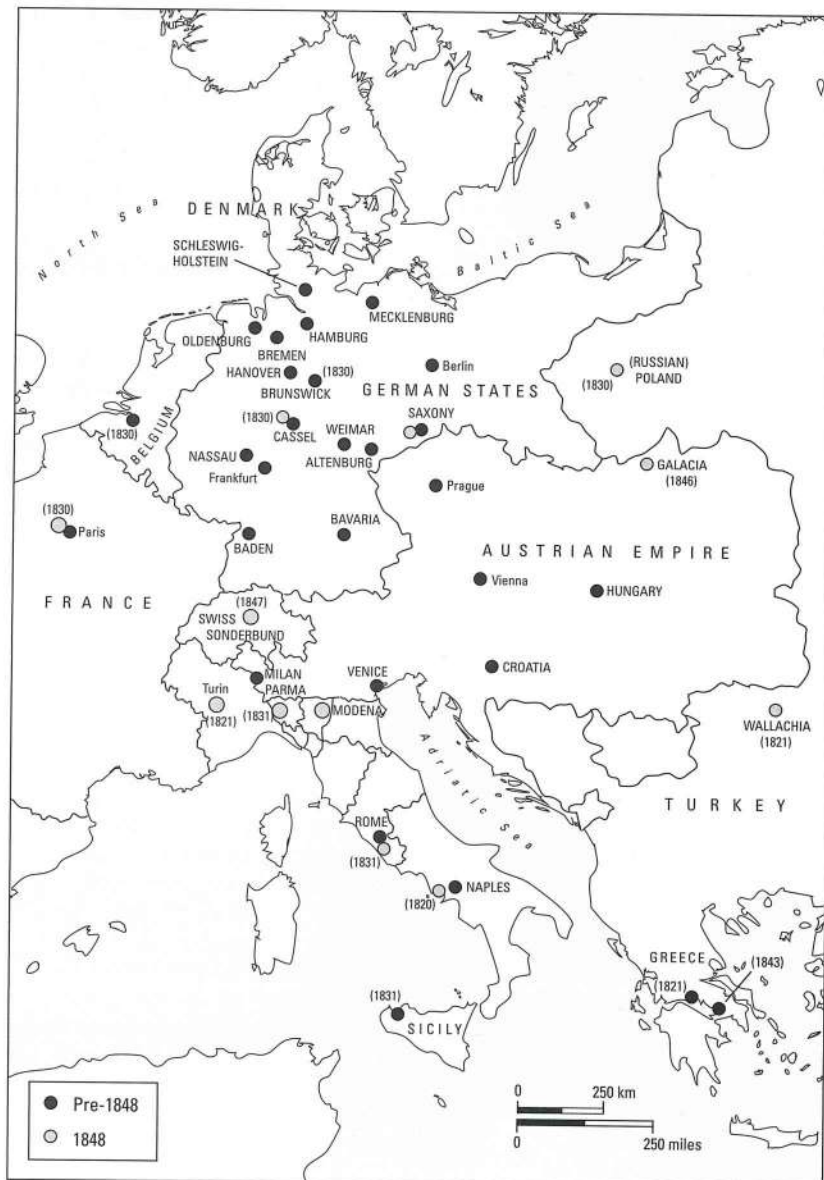 North Sea
DENMARK
SCHLESWIG-
HOLSTEIN
Baltic Sea
MECKLENBURG
OLDENBURG
HAMBURG
BREMEN
HANOVER
(1830)
BRUNSWICK
Berlin
GERMAN STATES
(RUSSIAN)
POLAND
(1830)
(1830)
BELGIUM
(1830)
CASSEL
WEIMAR
SAXONY
NASSAU
Frankfurt
ALTENBURG
GALACIA
(1846)
Prague
(1830)
Paris
BADEN
BAVARIA
AUSTRIAN EMPIRE
Vienna
HUNGARY
FRANCE
(1847)
SWISS
SONDERBUND
CROATIA
MILAN
PARMA
VENICE
Turin
(1821)
(1831)
MODENA
WALLACHIA
(1821)
Adriatic Sea
TURKEY
ROME
(1831)
(1820)
NAPLES
GREECE
(1843)
(1821)
(1831)
SICILY
Pre-1848
1848
0 250 km
0 250 miles